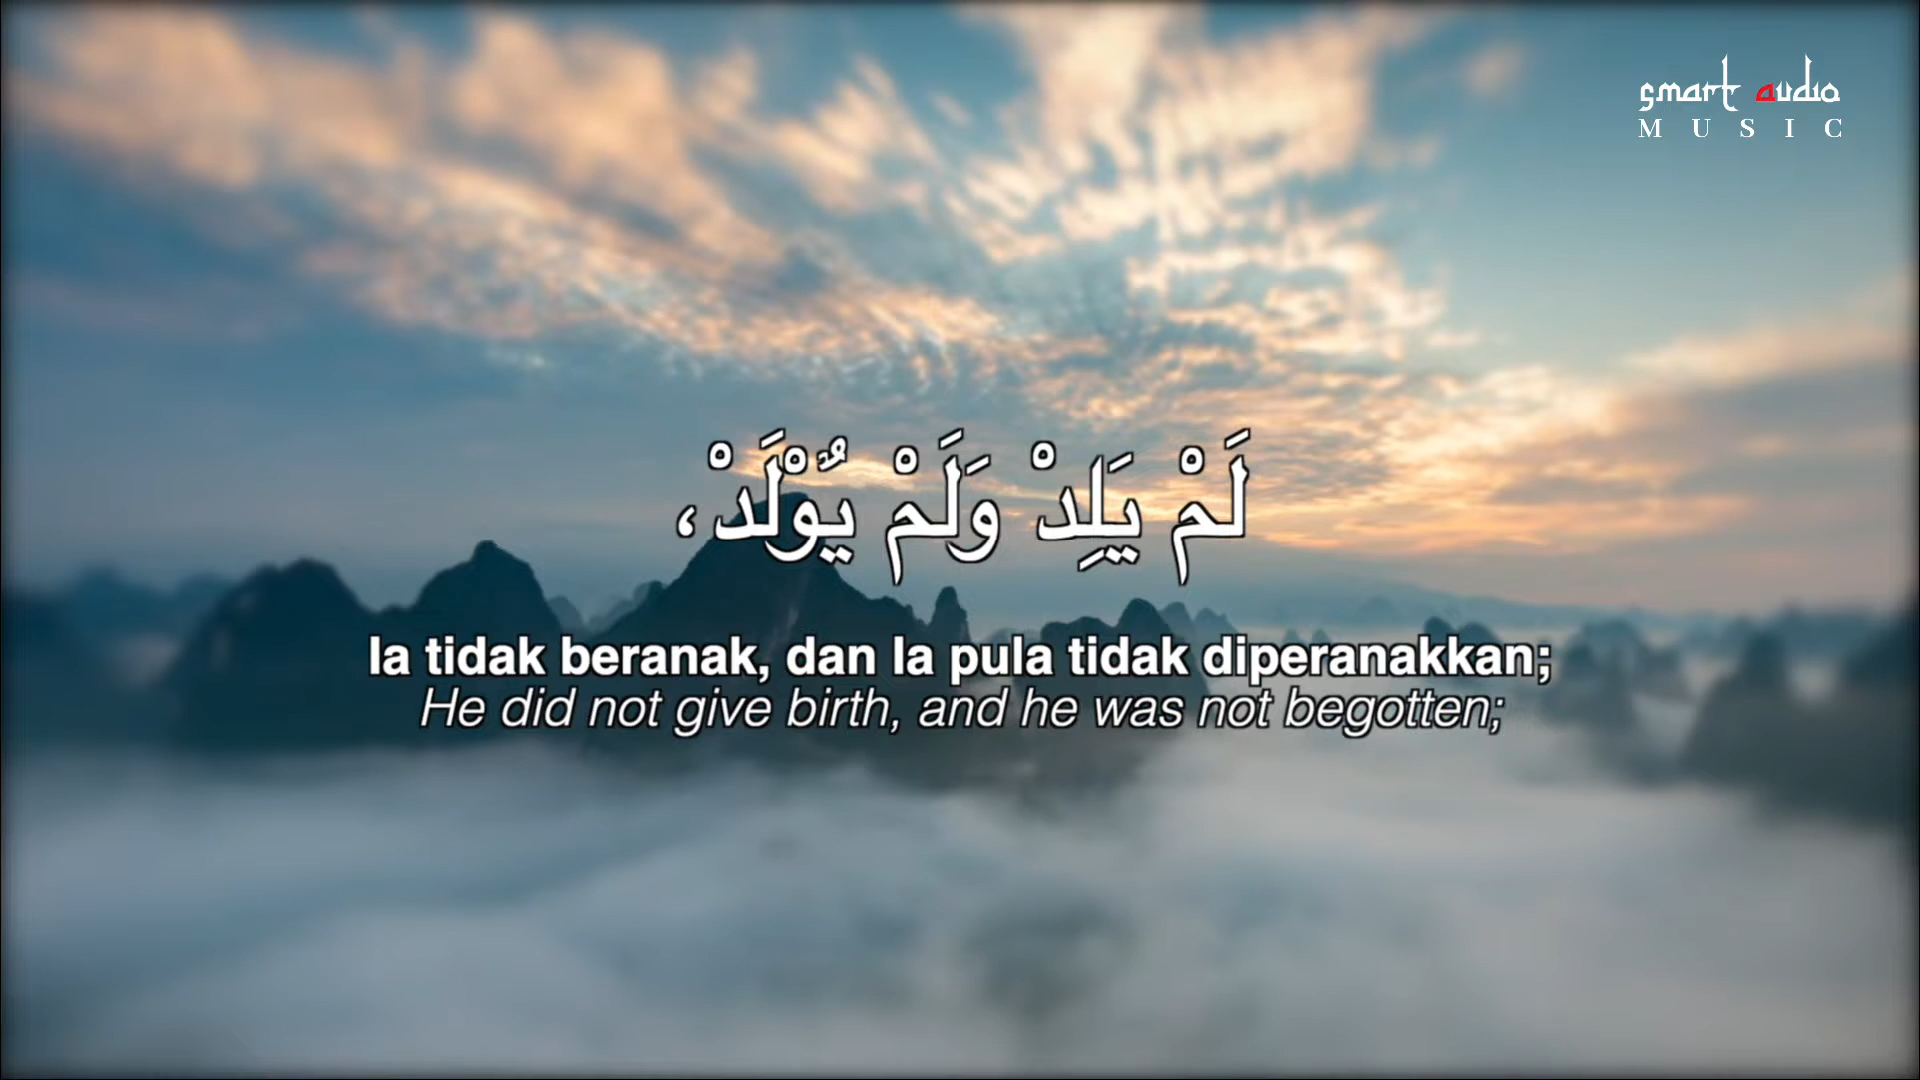 smart audio
MUSIC
لَمْ يَلِدْ وَلَمْ يُوْلَدْ،
Ia tidak beranak, dan Ia pula tidak diperanakkan;
He did not give birth, and he was not begotten;